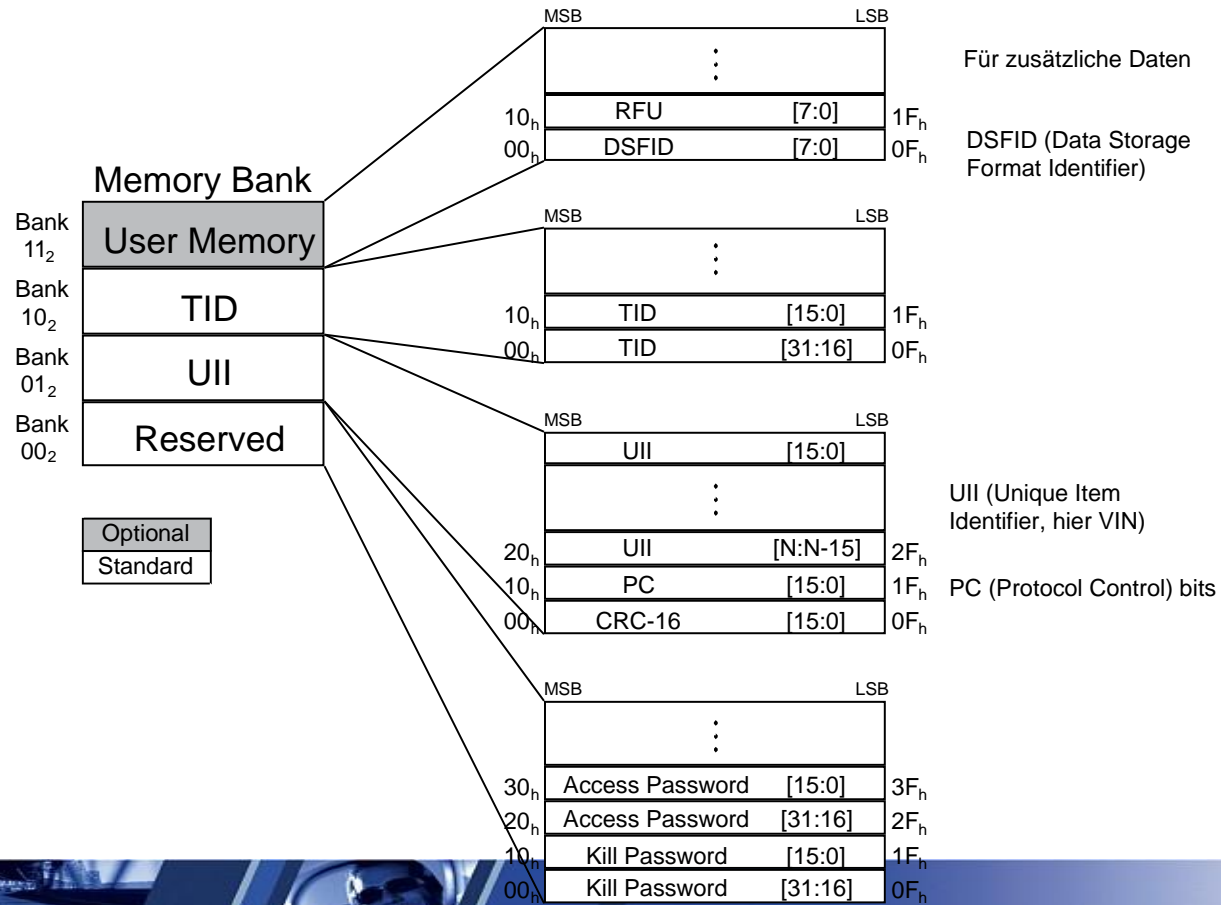 Memory Bank
Bank 11₂ User Memory
Bank 10₂ TID
Bank 01₂ UII
Bank 00₂ Reserved
Optional
Standard
MSB LSB
⋮
10h RFU [7:0] 1Fh
00h DSFID [7:0] 0Fh
Für zusätzliche Daten
DSFID (Data Storage
Format Identifier)
MSB LSB
⋮
10h TID [15:0] 1Fh
00h TID [31:16] 0Fh
MSB LSB
UII [15:0]
⋮
20h UII [N:N-15] 2Fh
10h PC [15:0] 1Fh
00h CRC-16 [15:0] 0Fh
UII (Unique Item
Identifier, hier VIN)
PC (Protocol Control) bits
MSB LSB
⋮
30h Access Password [15:0] 3Fh
20h Access Password [31:16] 2Fh
10h Kill Password [15:0] 1Fh
00h Kill Password [31:16] 0Fh